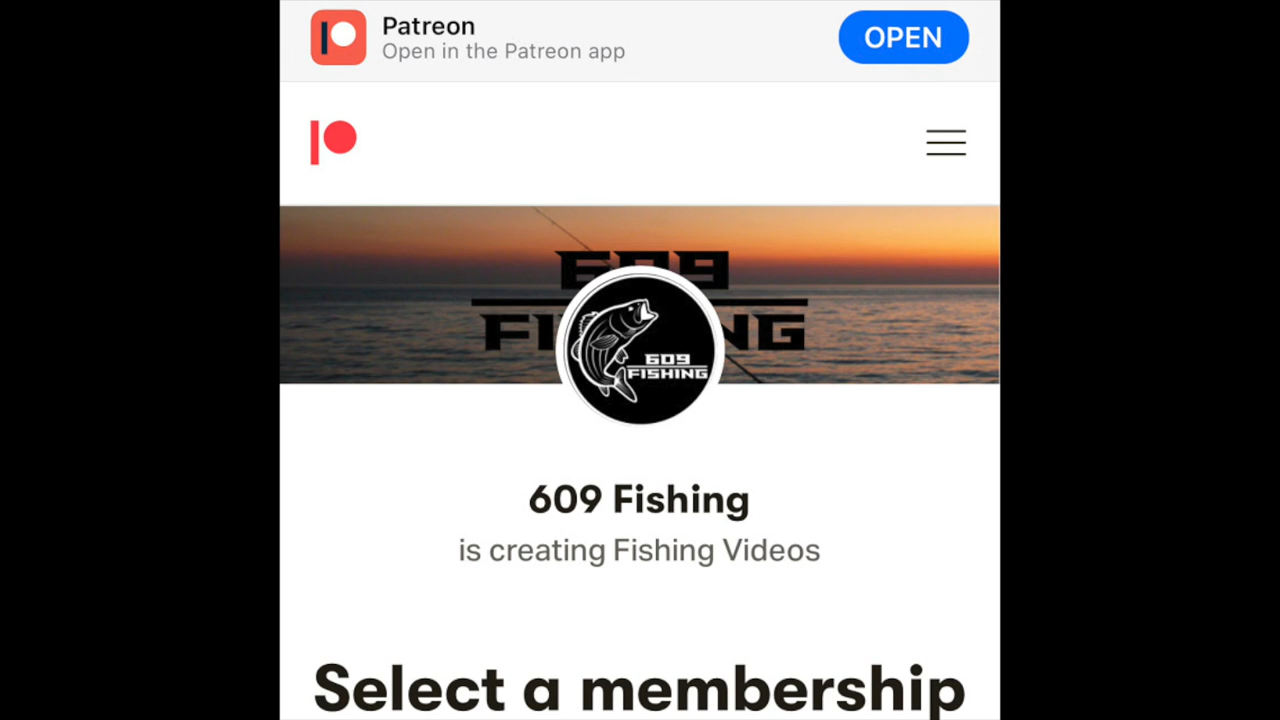 Patreon
Open in the Patreon app
OPEN
609
FISHING
609
FISHING
609 Fishing
is creating Fishing Videos
Select a membership